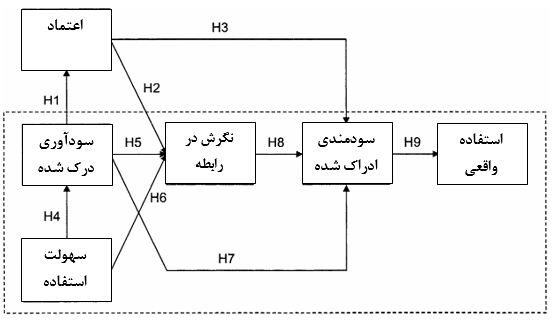 اعتماد
H3
H1
H2
سودآوری
درک شده
H5
نگرش در
رابطه
H8
سودمندی
ادراک شده
H9
استفاده
واقعی
H4
H6
H7
سهولت
استفاده